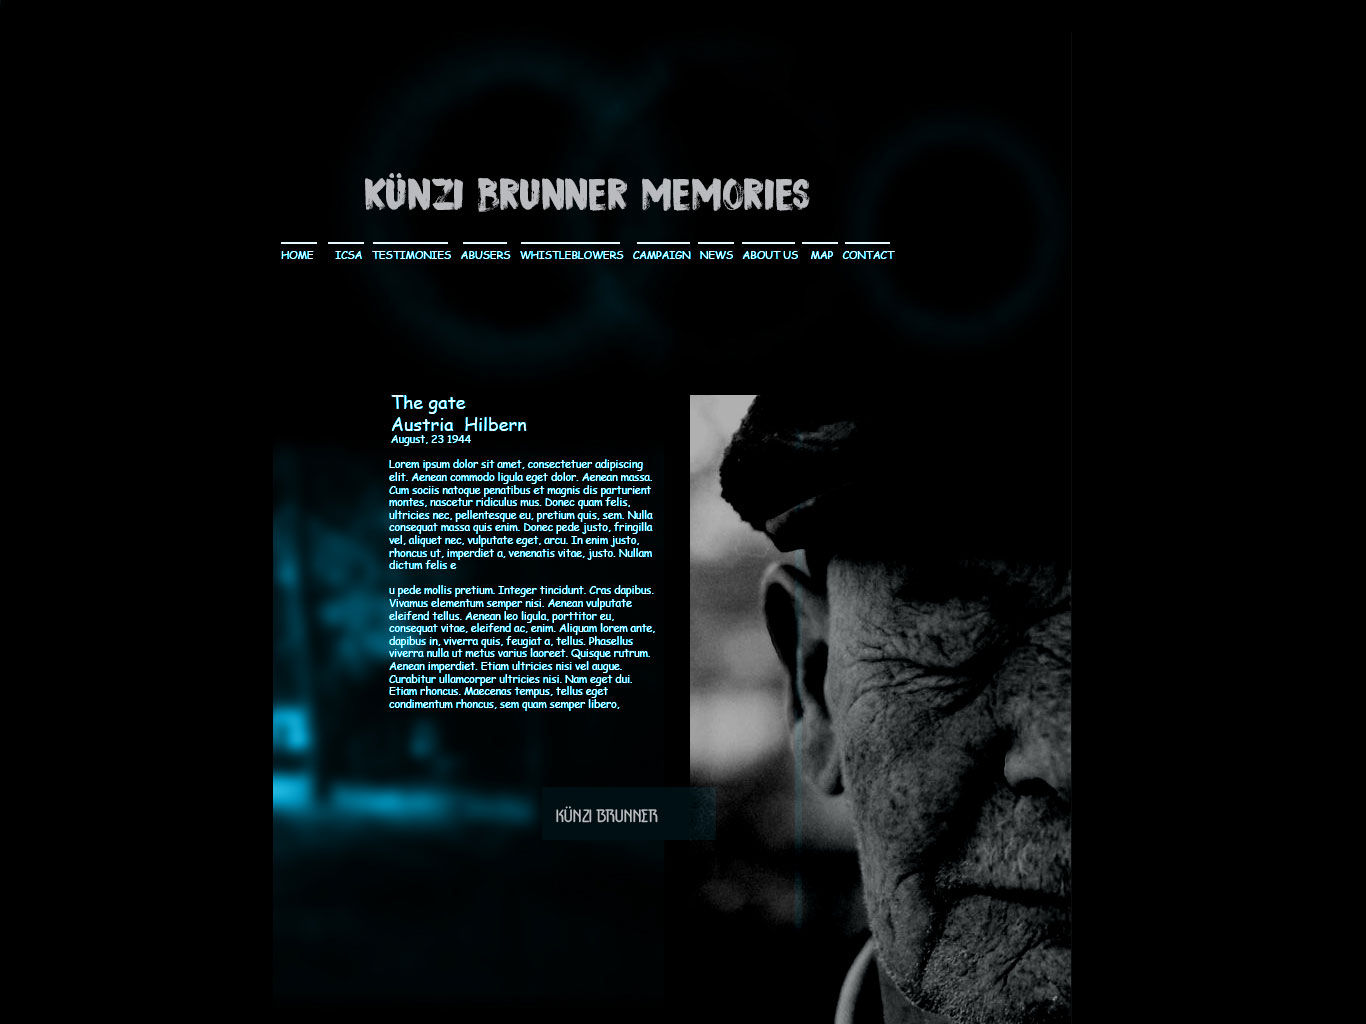 KÜNZI BRUNNER MEMORIES
HOME ICSA TESTIMONIES ABUSERS WHISTLEBLOWERS CAMPAIGN NEWS ABOUT US MAP CONTACT
The gate
Austria Hilbern
August, 23 1944
Lorem ipsum dolor sit amet, consectetuer adipiscing
elit. Aenean commodo ligula eget dolor. Aenean massa.
Cum sociis natoque penatibus et magnis dis parturient
montes, nascetur ridiculus mus. Donec quam felis,
ultricies nec, pellentesque eu, pretium quis, sem. Nulla
consequat massa quis enim. Donec pede justo, fringilla
vel, aliquet nec, vulputate eget, arcu. In enim justo,
rhoncus ut, imperdiet a, venenatis vitae, justo. Nullam
dictum felis e
u pede mollis pretium. Integer tincidunt. Cras dapibus.
Vivamus elementum semper nisi. Aenean vulputate
eleifend tellus. Aenean leo ligula, porttitor eu,
consequat vitae, eleifend ac, enim. Aliquam lorem ante,
dapibus in, viverra quis, feugiat a, tellus. Phasellus
viverra nulla ut metus varius laoreet. Quisque rutrum.
Aenean imperdiet. Etiam ultricies nisi vel augue.
Curabitur ullamcorper ultricies nisi. Nam eget dui.
Etiam rhoncus. Maecenas tempus, tellus eget
condimentum rhoncus, sem quam semper libero,
KÜNZI BRUNNER